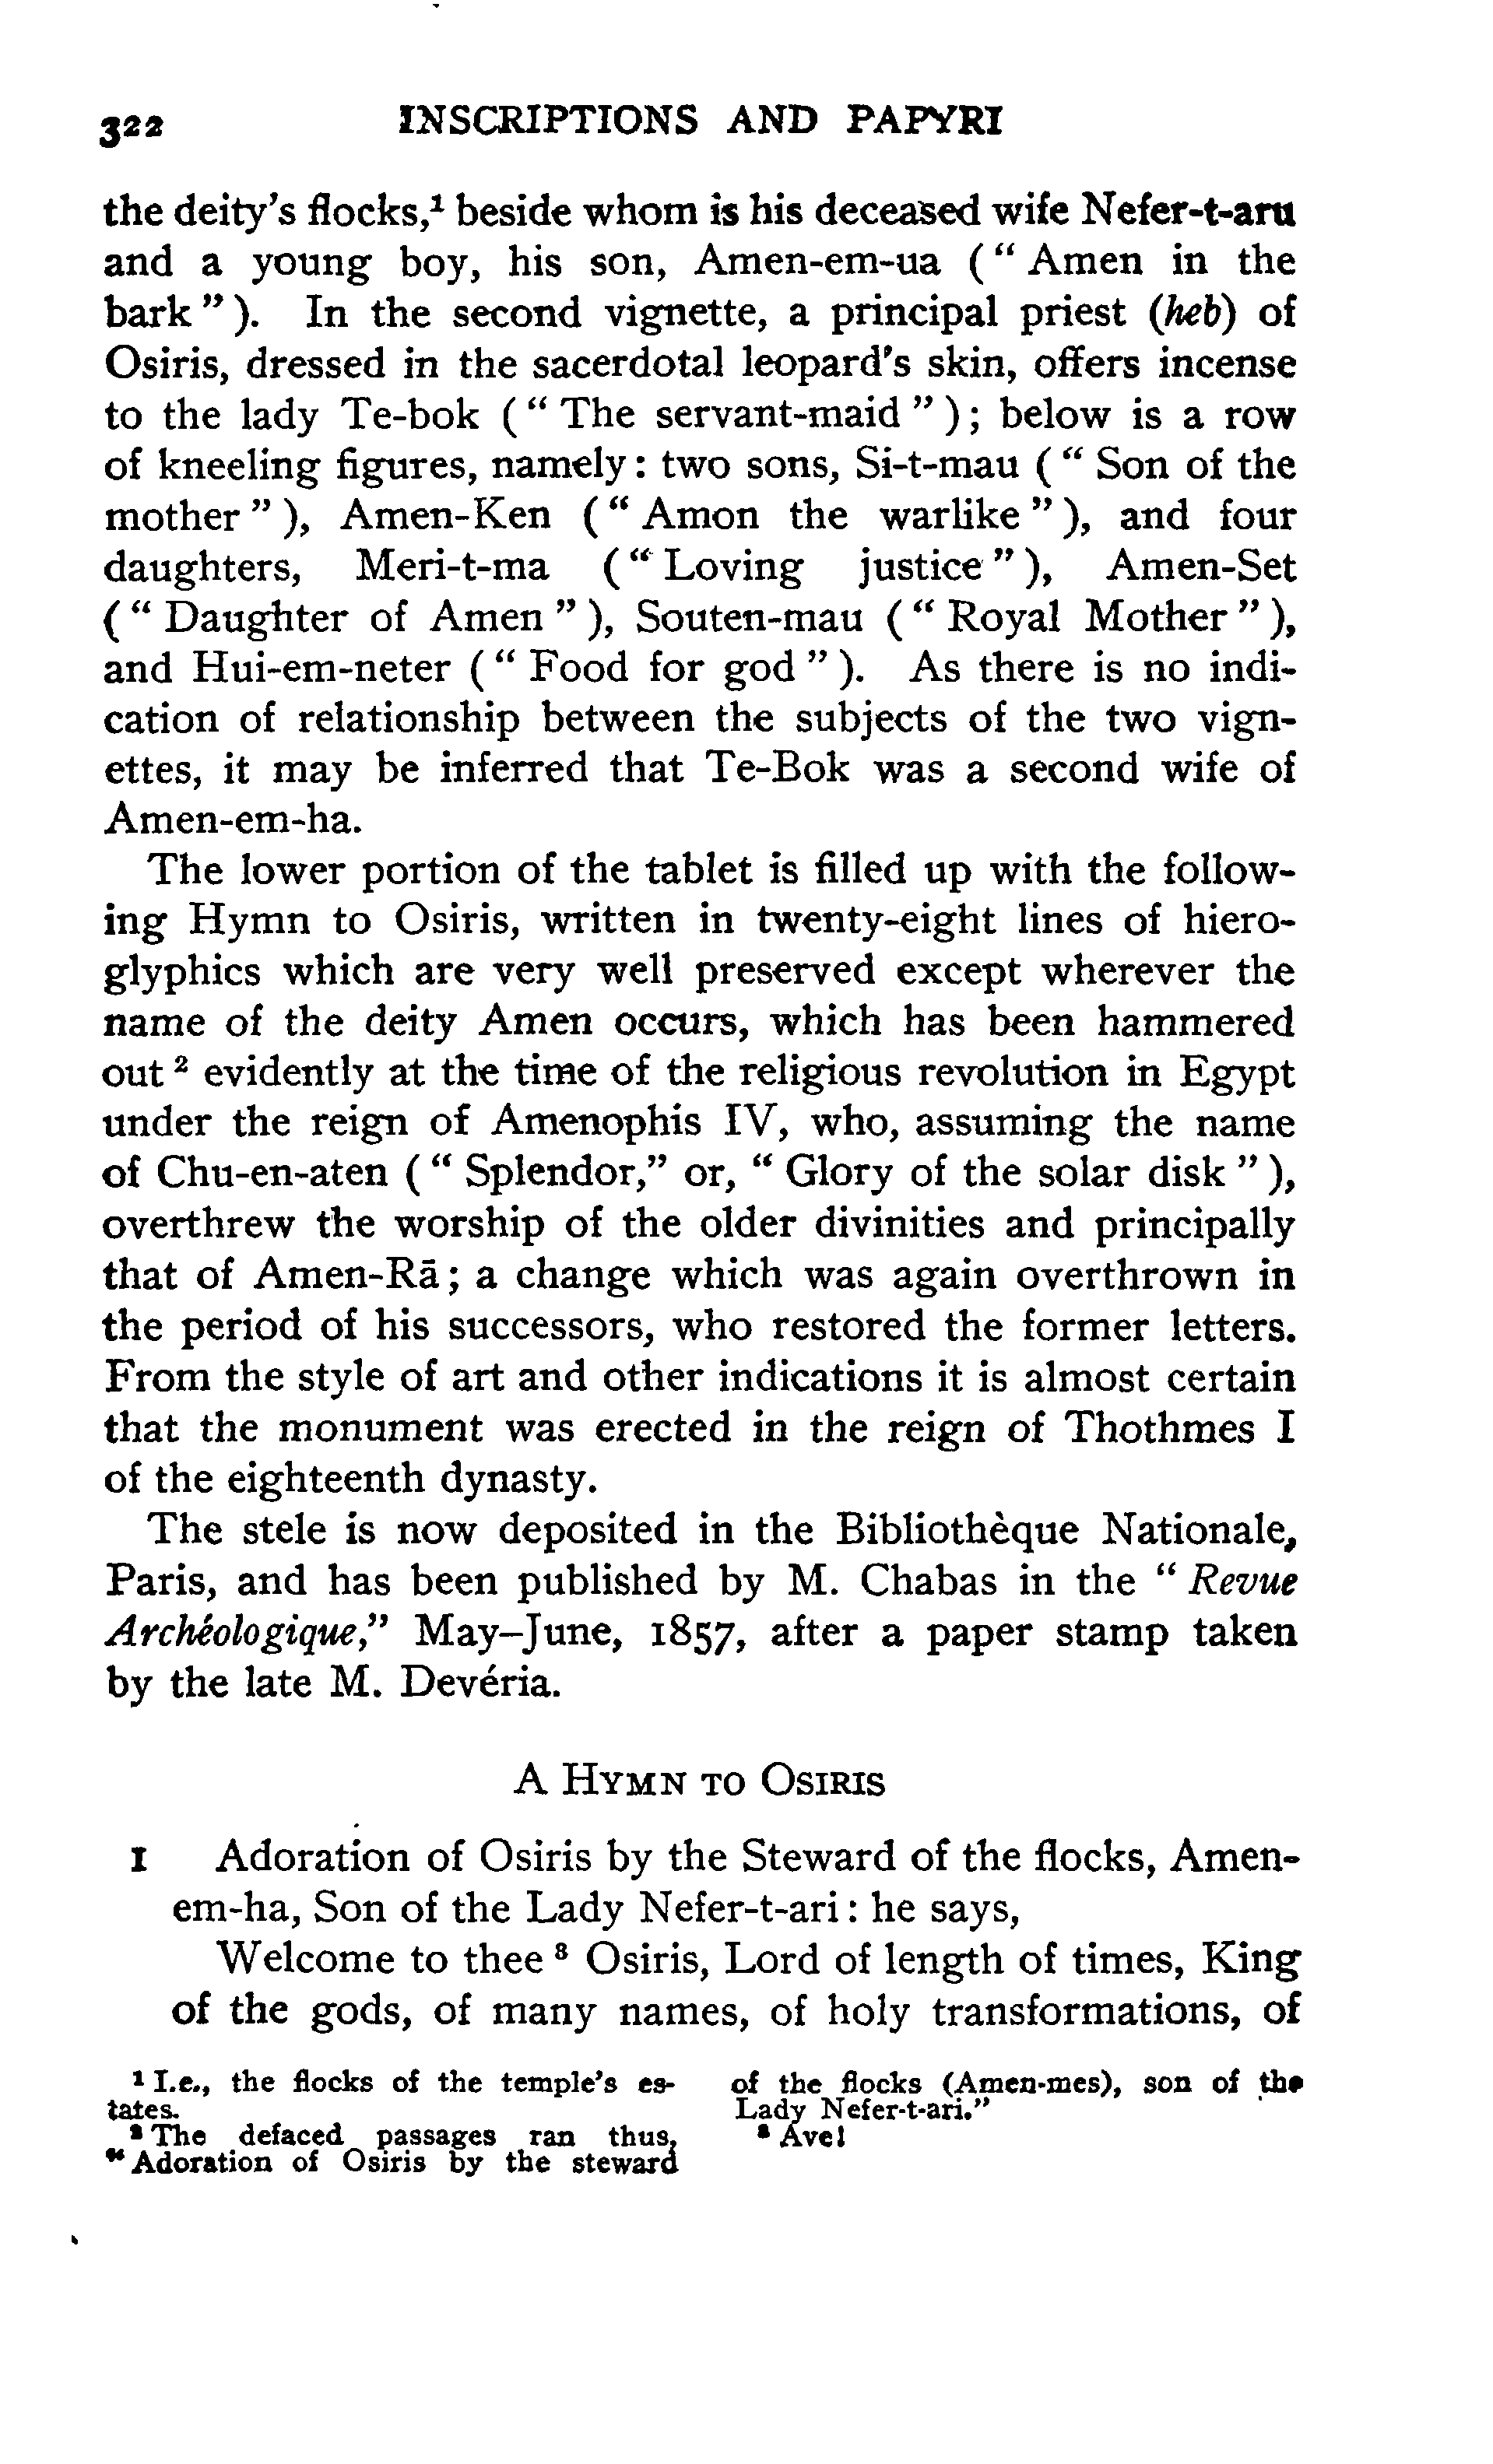 322 INSCRIPTIONS AND PAPYRI
the deity's flocks,¹ beside whom is his deceased wife Nefer-t-aru
and a young boy, his son, Amen-em-ua (“ Amen in the
bark ”). In the second vignette, a principal priest (heb) of
Osiris, dressed in the sacerdotal leopard's skin, offers incense
to the lady Te-bok (“ The servant-maid ”); below is a row
of kneeling figures, namely: two sons, Si-t-mau (“ Son of the
mother ”), Amen-Ken (“ Amon the warlike ”), and four
daughters, Meri-t-ma (“ Loving justice ”), Amen-Set
(“ Daughter of Amen ”), Souten-mau (“ Royal Mother ”),
and Hui-em-neter (“ Food for god ”). As there is no indi-
cation of relationship between the subjects of the two vign-
ettes, it may be inferred that Te-Bok was a second wife of
Amen-em-ha.
The lower portion of the tablet is filled up with the follow-
ing Hymn to Osiris, written in twenty-eight lines of hiero-
glyphics which are very well preserved except wherever the
name of the deity Amen occurs, which has been hammered
out ² evidently at the time of the religious revolution in Egypt
under the reign of Amenophis IV, who, assuming the name
of Chu-en-aten (“ Splendor,” or, “ Glory of the solar disk ”),
overthrew the worship of the older divinities and principally
that of Amen-Rā; a change which was again overthrown in
the period of his successors, who restored the former letters.
From the style of art and other indications it is almost certain
that the monument was erected in the reign of Thothmes I
of the eighteenth dynasty.
The stele is now deposited in the Bibliothèque Nationale,
Paris, and has been published by M. Chabas in the “ Revue
Archéologique,” May–June, 1857, after a paper stamp taken
by the late M. Devéria.
A HYMN TO OSIRIS
1 Adoration of Osiris by the Steward of the flocks, Amen-
em-ha, Son of the Lady Nefer-t-ari: he says,
Welcome to thee ³ Osiris, Lord of length of times, King
of the gods, of many names, of holy transformations, of
¹ I.e., the flocks of the temple's es-
tates.
² The defaced passages ran thus,
“ Adoration of Osiris by the steward
of the flocks (Amen-mes), son of the
Lady Nefer-t-ari.”
³ Ave!